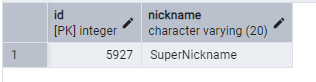 id
[PK] integer
nickname
character varying (20)
1
5927
SuperNickname